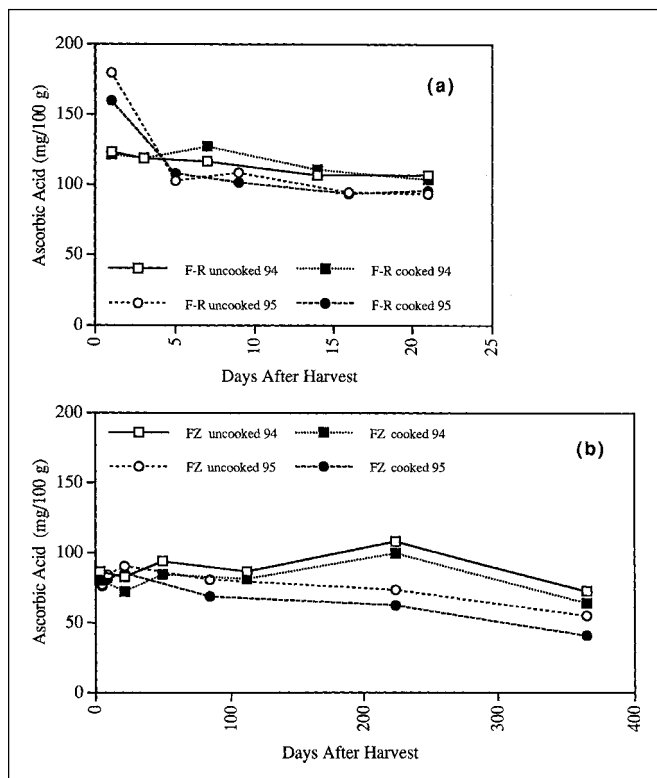 200
150
100
50
0
Ascorbic Acid (mg/100 g)
(a)
F-R uncooked 94
F-R cooked 94
F-R uncooked 95
F-R cooked 95
0
5
10
15
20
25
Days After Harvest
200
150
100
50
0
Ascorbic Acid (mg/100 g)
FZ uncooked 94
FZ cooked 94
(b)
FZ uncooked 95
FZ cooked 95
0
100
200
300
400
Days After Harvest